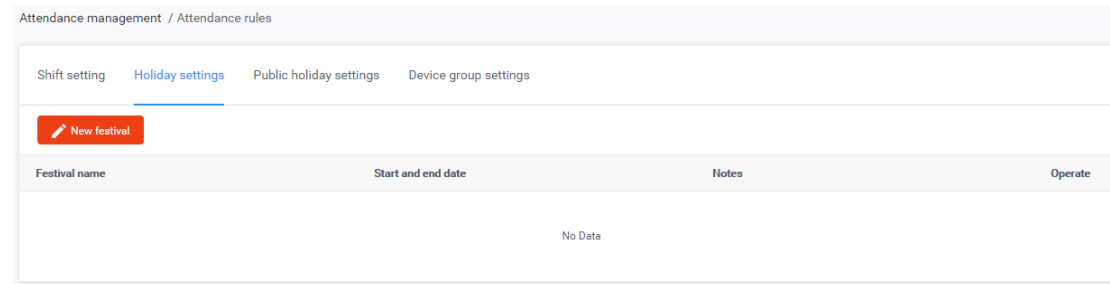 Attendance management / Attendance rules
Shift setting Holiday settings Public holiday settings Device group settings
New festival
Festival name Start and end date Notes Operate
No Data